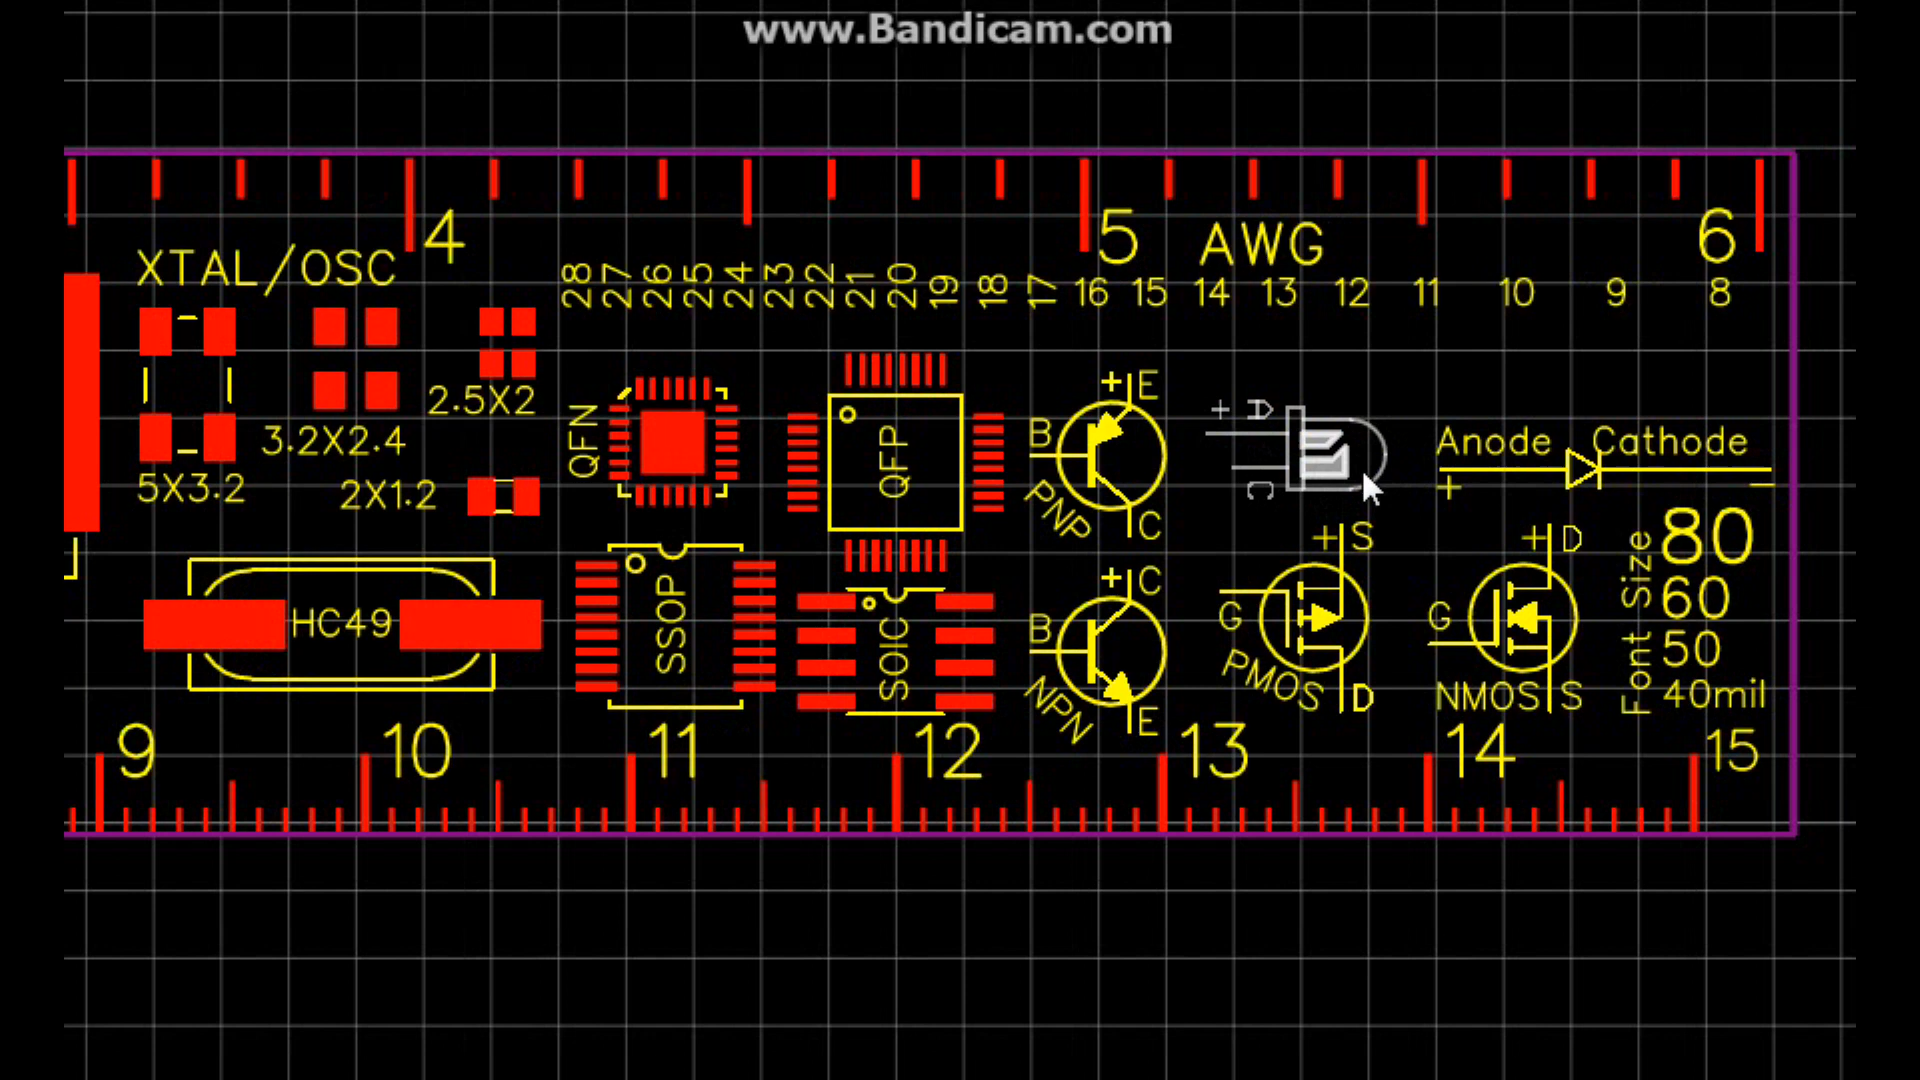 www.Bandicam.com
4
5
6
XTAL/OSC
AWG
28 27 26 25 24 23 22 21 20 19 18 17 16 15 14 13 12 11 10 9 8
5X3.2
3.2X2.4
2.5X2
2X1.2
QFN
QFP
+ E
B
PNP
C
+ A
C
Anode Cathode
+ −
HC49
SSOP
SOIC
+ C
B
NPN
E
+ S
G
PMOS
D
+ D
G
NMOS S
Font Size
80
60
50
40mil
9 10 11 12 13 14 15